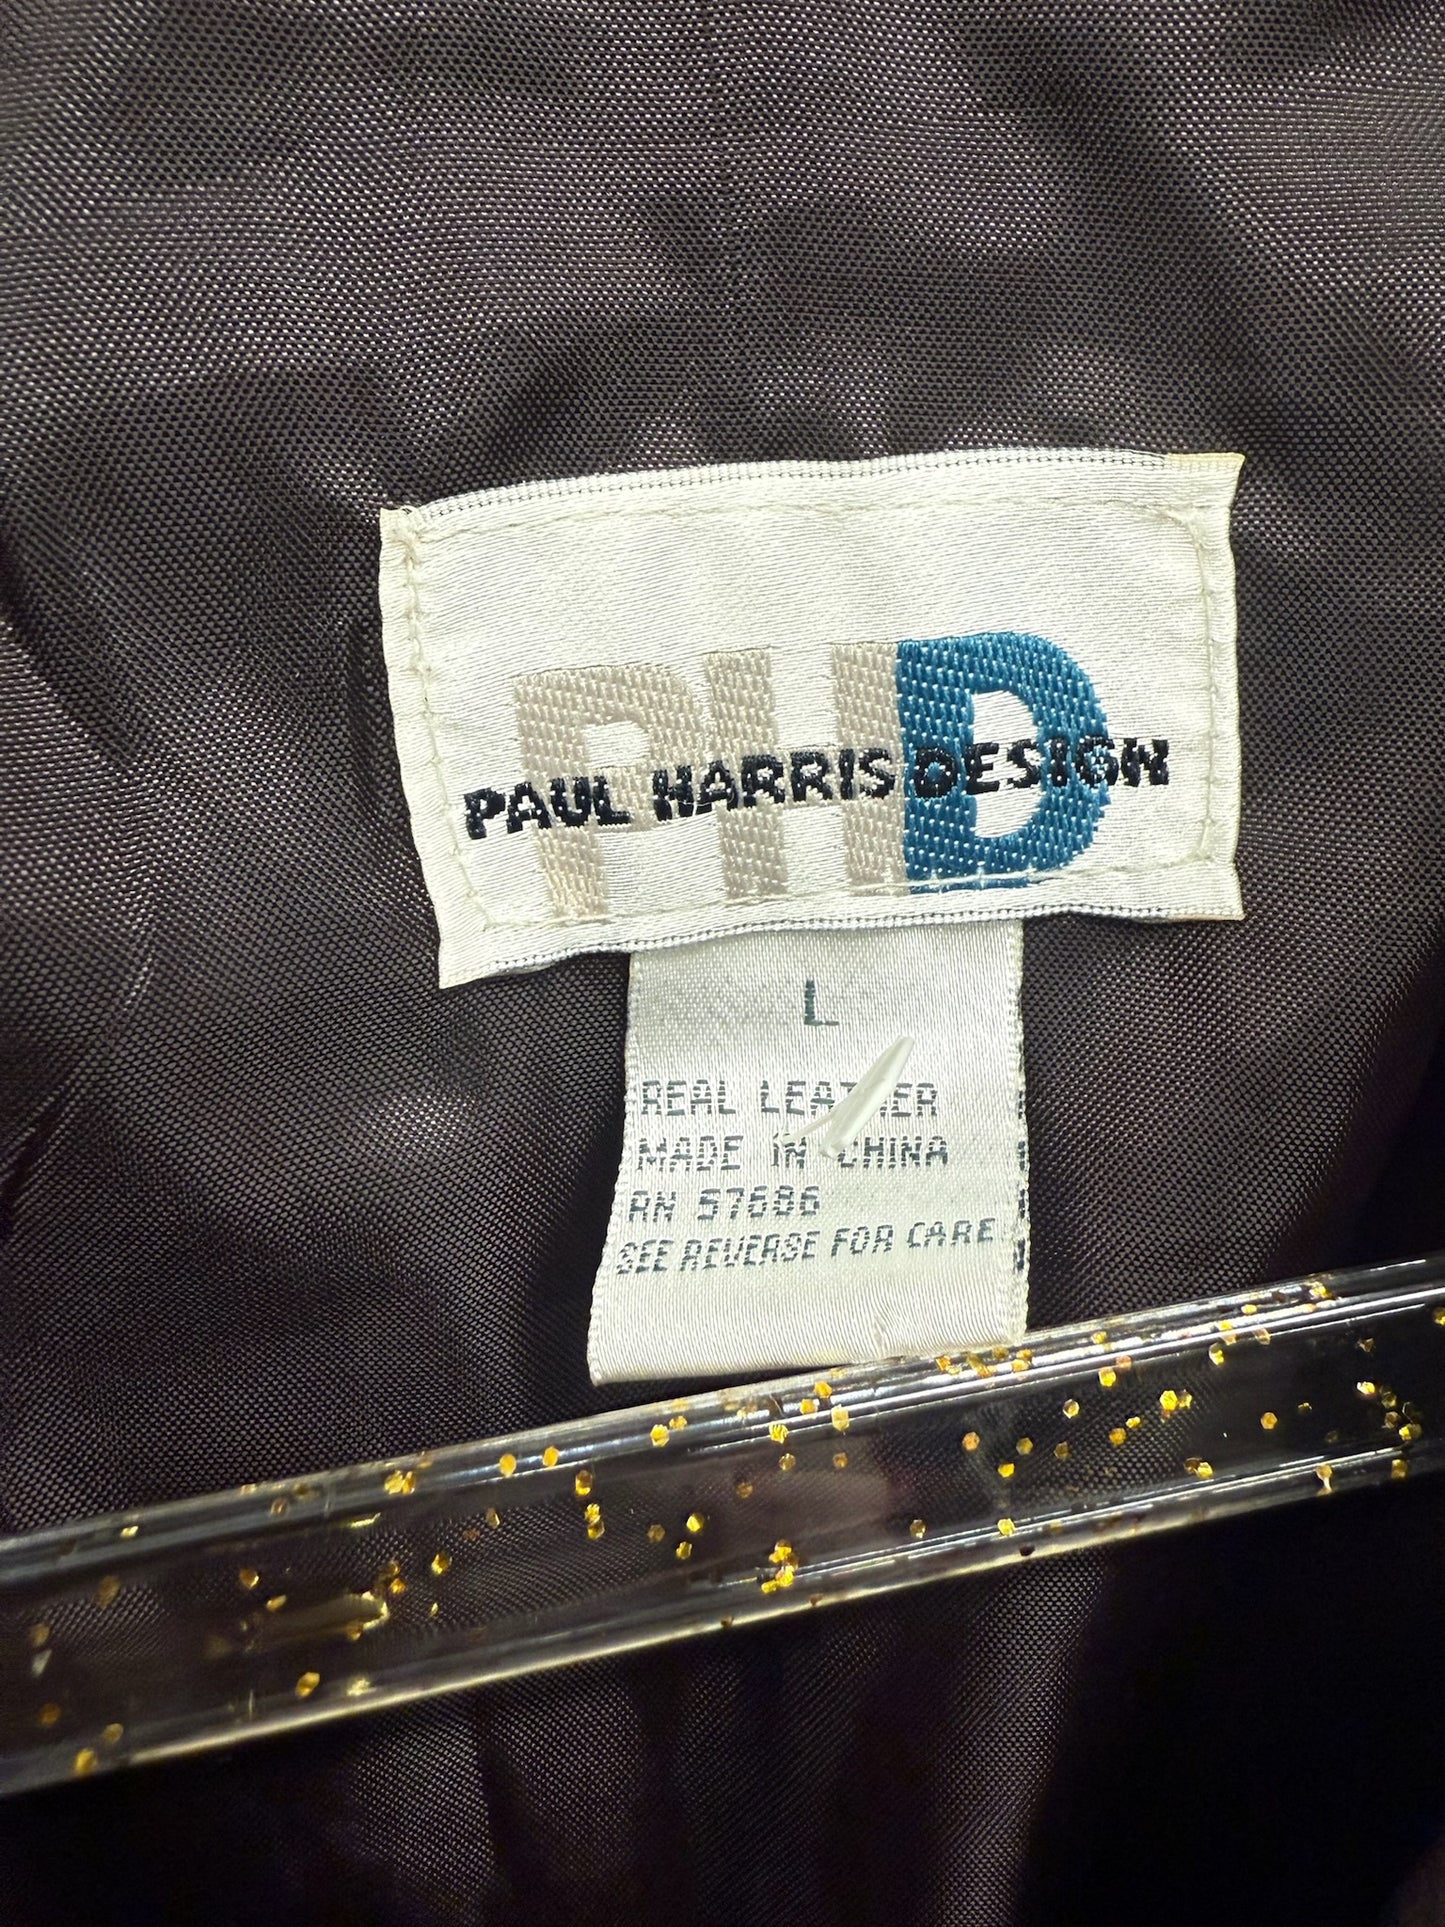 PHD
PAUL HARRIS DESIGN
L
REAL LEATHER
MADE IN CHINA
RN 57686
SEE REVERSE FOR CARE